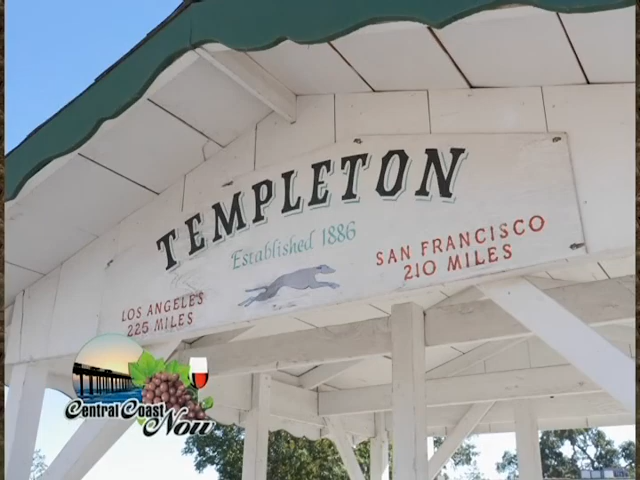 TEMPLETON
Established 1886
LOS ANGELES
225 MILES
SAN FRANCISCO
210 MILES
Central Coast
Now